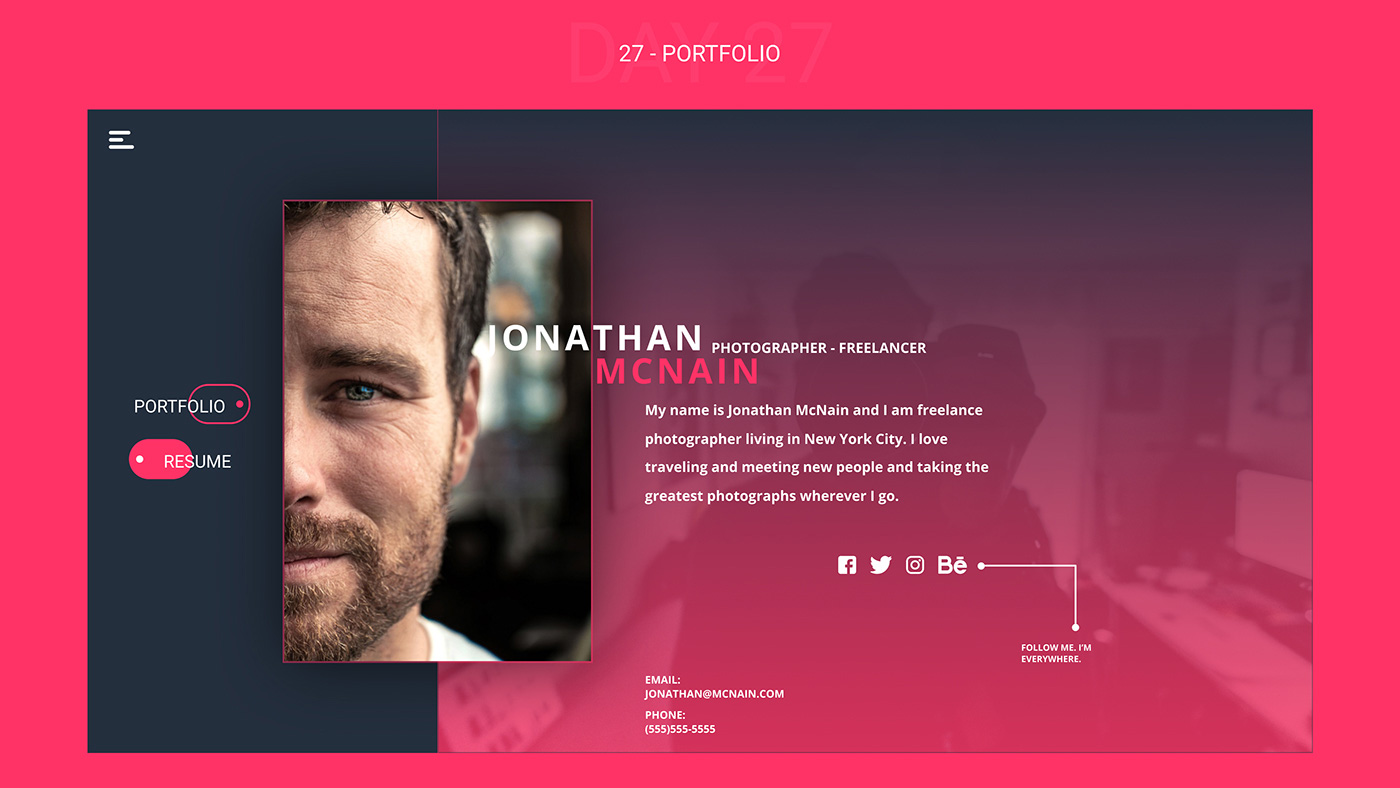 DAY 27
27 - PORTFOLIO
JONATHAN
PHOTOGRAPHER - FREELANCER
MCNAIN
PORTFOLIO
RESUME
My name is Jonathan McNain and I am freelance
photographer living in New York City. I love
traveling and meeting new people and taking the
greatest photographs wherever I go.
Bē
FOLLOW ME. I'M
EVERYWHERE.
EMAIL:
JONATHAN@MCNAIN.COM
PHONE:
(555)555-5555